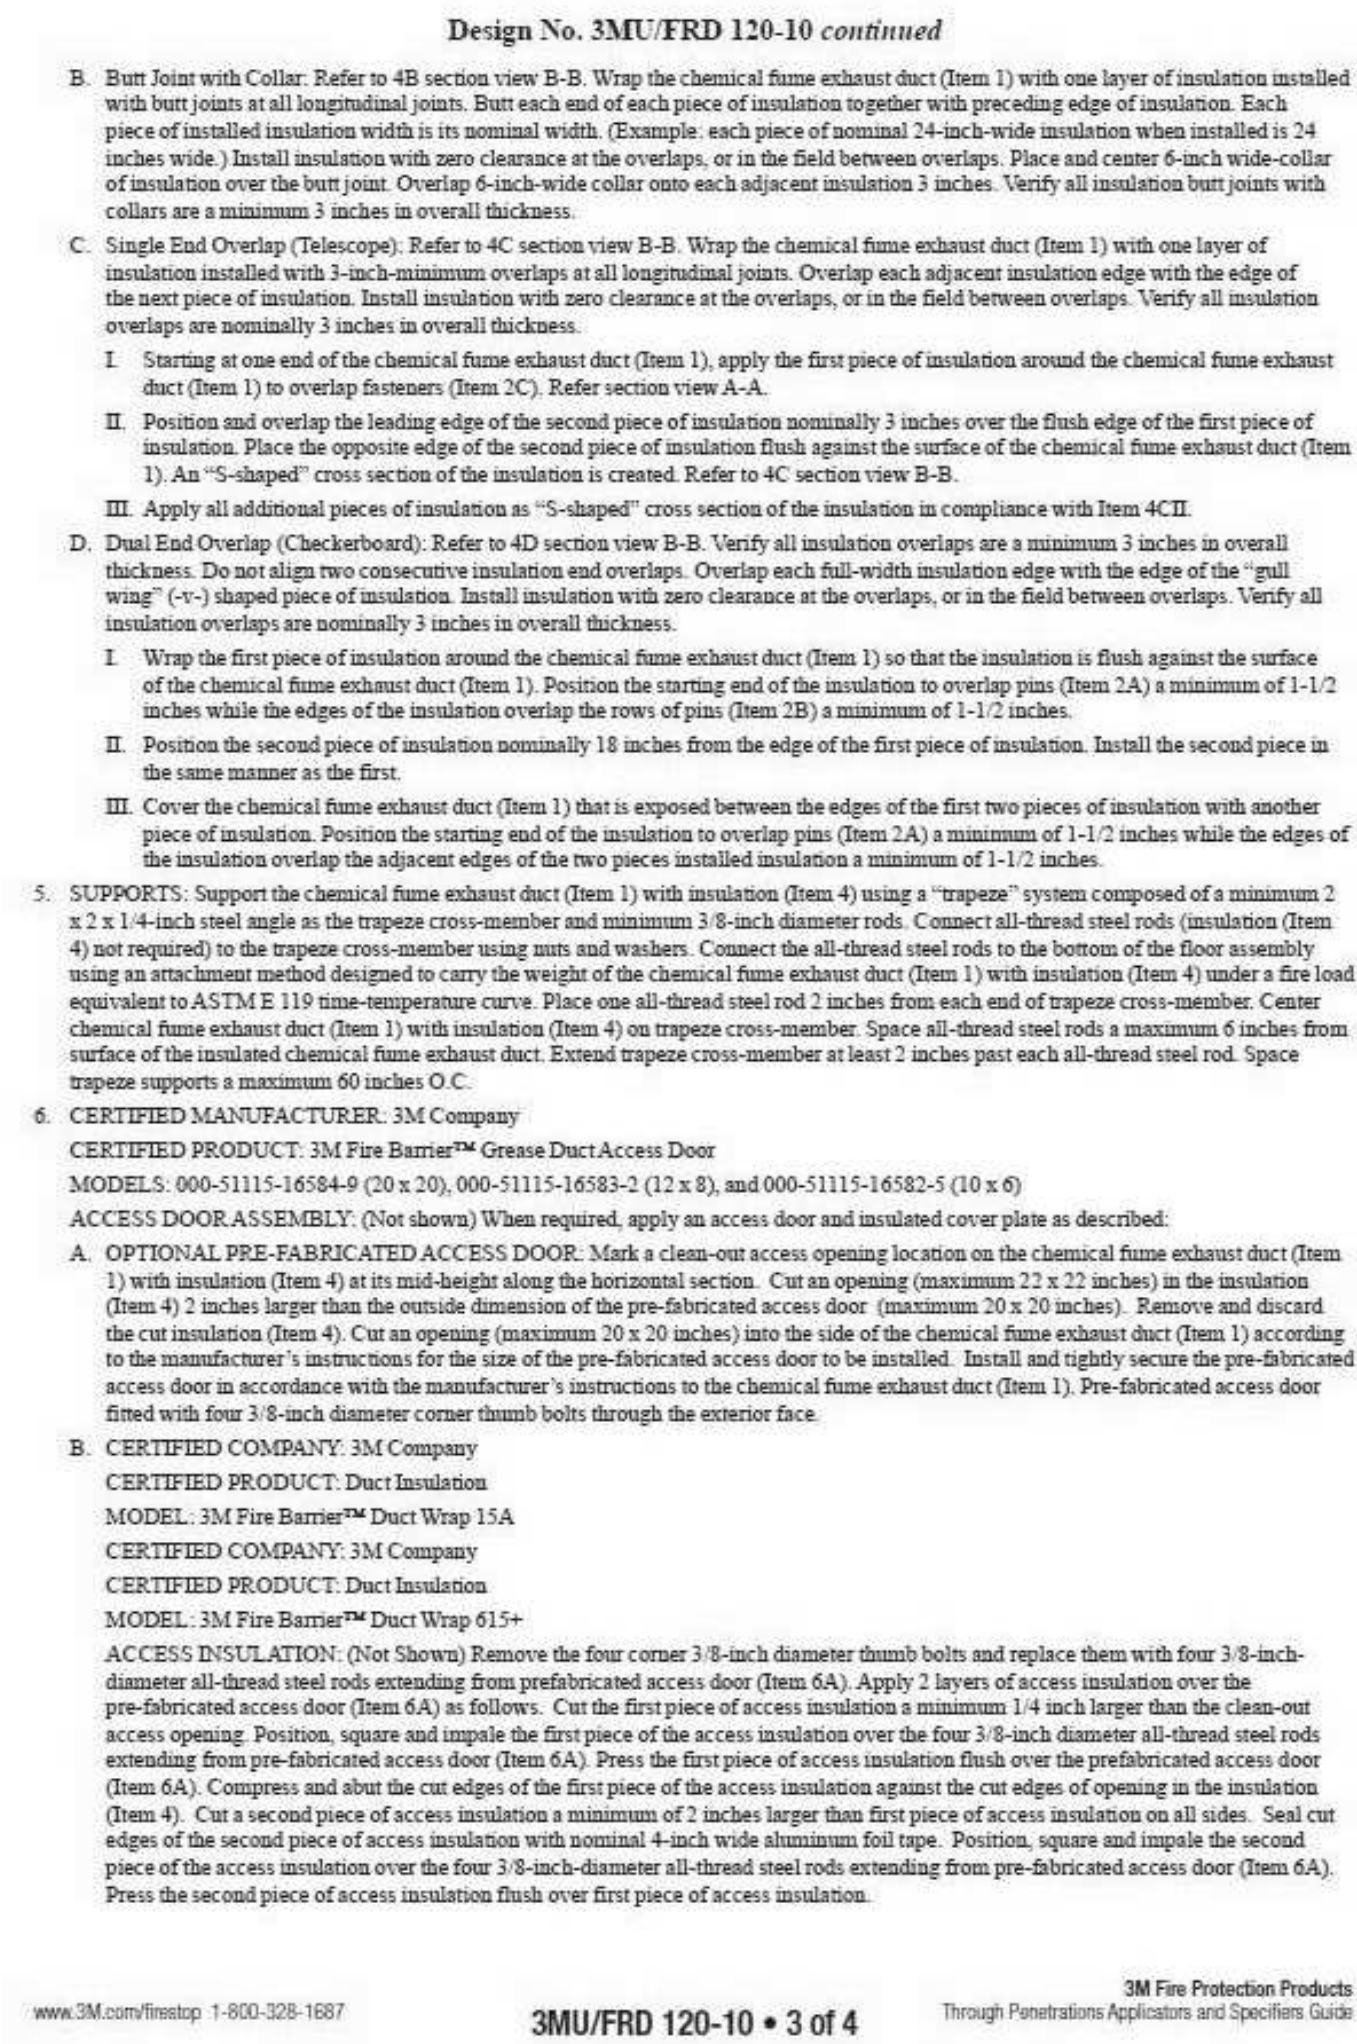 Design No. 3MU/FRD 120-10 continued
B. Butt Joint with Collar: Refer to 4B section view B-B. Wrap the chemical fume exhaust duct (Item 1) with one layer of insulation installed
with butt joints at all longitudinal joints. Butt each end of each piece of insulation together with preceding edge of insulation. Each
piece of installed insulation width is its nominal width. (Example: each piece of nominal 24-inch-wide insulation when installed is 24
inches wide.) Install insulation with zero clearance at the overlaps, or in the field between overlaps. Place and center 6-inch wide-collar
of insulation over the butt joint. Overlap 6-inch-wide collar onto each adjacent insulation 3 inches. Verify all insulation butt joints with
collars are a minimum 3 inches in overall thickness.
C. Single End Overlap (Telescope): Refer to 4C section view B-B. Wrap the chemical fume exhaust duct (Item 1) with one layer of
insulation installed with 3-inch-minimum overlaps at all longitudinal joints. Overlap each adjacent insulation edge with the edge of
the next piece of insulation. Install insulation with zero clearance at the overlaps, or in the field between overlaps. Verify all insulation
overlaps are nominally 3 inches in overall thickness.
I. Starting at one end of the chemical fume exhaust duct (Item 1), apply the first piece of insulation around the chemical fume exhaust
duct (Item 1) to overlap fasteners (Item 2C). Refer section view A-A.
II. Position and overlap the leading edge of the second piece of insulation nominally 3 inches over the flush edge of the first piece of
insulation. Place the opposite edge of the second piece of insulation flush against the surface of the chemical fume exhaust duct (Item
1). An “S-shaped” cross section of the insulation is created. Refer to 4C section view B-B.
III. Apply all additional pieces of insulation as “S-shaped” cross section of the insulation in compliance with Item 4CII.
D. Dual End Overlap (Checkerboard): Refer to 4D section view B-B. Verify all insulation overlaps are a minimum 3 inches in overall
thickness. Do not align two consecutive insulation end overlaps. Overlap each full-width insulation edge with the edge of the “gull
wing” (-v-) shaped piece of insulation. Install insulation with zero clearance at the overlaps, or in the field between overlaps. Verify all
insulation overlaps are nominally 3 inches in overall thickness.
I. Wrap the first piece of insulation around the chemical fume exhaust duct (Item 1) so that the insulation is flush against the surface
of the chemical fume exhaust duct (Item 1). Position the starting end of the insulation to overlap pins (Item 2A) a minimum of 1-1/2
inches while the edges of the insulation overlap the rows of pins (Item 2B) a minimum of 1-1/2 inches.
II. Position the second piece of insulation nominally 18 inches from the edge of the first piece of insulation. Install the second piece in
the same manner as the first.
III. Cover the chemical fume exhaust duct (Item 1) that is exposed between the edges of the first two pieces of insulation with another
piece of insulation. Position the starting end of the insulation to overlap pins (Item 2A) a minimum of 1-1/2 inches while the edges of
the insulation overlap the adjacent edges of the two pieces installed insulation a minimum of 1-1/2 inches.
5. SUPPORTS: Support the chemical fume exhaust duct (Item 1) with insulation (Item 4) using a “trapeze” system composed of a minimum 2
x 2 x 1/4-inch steel angle as the trapeze cross-member and minimum 3/8-inch diameter rods. Connect all-thread steel rods (insulation (Item
4) not required) to the trapeze cross-member using nuts and washers. Connect the all-thread steel rods to the bottom of the floor assembly
using an attachment method designed to carry the weight of the chemical fume exhaust duct (Item 1) with insulation (Item 4) under a fire load
equivalent to ASTM E 119 time-temperature curve. Place one all-thread steel rod 2 inches from each end of trapeze cross-member. Center
chemical fume exhaust duct (Item 1) with insulation (Item 4) on trapeze cross-member. Space all-thread steel rods a maximum 6 inches from
surface of the insulated chemical fume exhaust duct. Extend trapeze cross-member at least 2 inches past each all-thread steel rod. Space
trapeze supports a maximum 60 inches O.C.
6. CERTIFIED MANUFACTURER: 3M Company
CERTIFIED PRODUCT: 3M Fire Barrier™ Grease Duct Access Door
MODELS: 000-51115-16584-9 (20 x 20), 000-51115-16583-2 (12 x 8), and 000-51115-16582-5 (10 x 6)
ACCESS DOOR ASSEMBLY: (Not shown) When required, apply an access door and insulated cover plate as described:
A. OPTIONAL PRE-FABRICATED ACCESS DOOR: Mark a clean-out access opening location on the chemical fume exhaust duct (Item
1) with insulation (Item 4) at its mid-height along the horizontal section. Cut an opening (maximum 22 x 22 inches) in the insulation
(Item 4) 2 inches larger than the outside dimension of the pre-fabricated access door (maximum 20 x 20 inches). Remove and discard
the cut insulation (Item 4). Cut an opening (maximum 20 x 20 inches) into the side of the chemical fume exhaust duct (Item 1) according
to the manufacturer’s instructions for the size of the pre-fabricated access door to be installed. Install and tightly secure the pre-fabricated
access door in accordance with the manufacturer’s instructions to the chemical fume exhaust duct (Item 1). Pre-fabricated access door
fitted with four 3/8-inch diameter corner thumb bolts through the exterior face.
B. CERTIFIED COMPANY: 3M Company
CERTIFIED PRODUCT: Duct Insulation
MODEL: 3M Fire Barrier™ Duct Wrap 15A
CERTIFIED COMPANY: 3M Company
CERTIFIED PRODUCT: Duct Insulation
MODEL: 3M Fire Barrier™ Duct Wrap 615+
ACCESS INSULATION: (Not Shown) Remove the four corner 3/8-inch diameter thumb bolts and replace them with four 3/8-inch-
diameter all-thread steel rods extending from prefabricated access door (Item 6A). Apply 2 layers of access insulation over the
pre-fabricated access door (Item 6A) as follows. Cut the first piece of access insulation a minimum 1/4 inch larger than the clean-out
access opening. Position, square and impale the first piece of the access insulation over the four 3/8-inch diameter all-thread steel rods
extending from pre-fabricated access door (Item 6A). Press the first piece of access insulation flush over the prefabricated access door
(Item 6A). Compress and abut the cut edges of the first piece of the access insulation against the cut edges of opening in the insulation
(Item 4). Cut a second piece of access insulation a minimum of 2 inches larger than first piece of access insulation on all sides. Seal cut
edges of the second piece of access insulation with nominal 4-inch wide aluminum foil tape. Position, square and impale the second
piece of the access insulation over the four 3/8-inch-diameter all-thread steel rods extending from pre-fabricated access door (Item 6A).
Press the second piece of access insulation flush over first piece of access insulation.
3M Fire Protection Products
www.3M.com/firestop 1-800-328-1687
3MU/FRD 120-10 • 3 of 4
Through Penetrations Applicators and Specifiers Guide